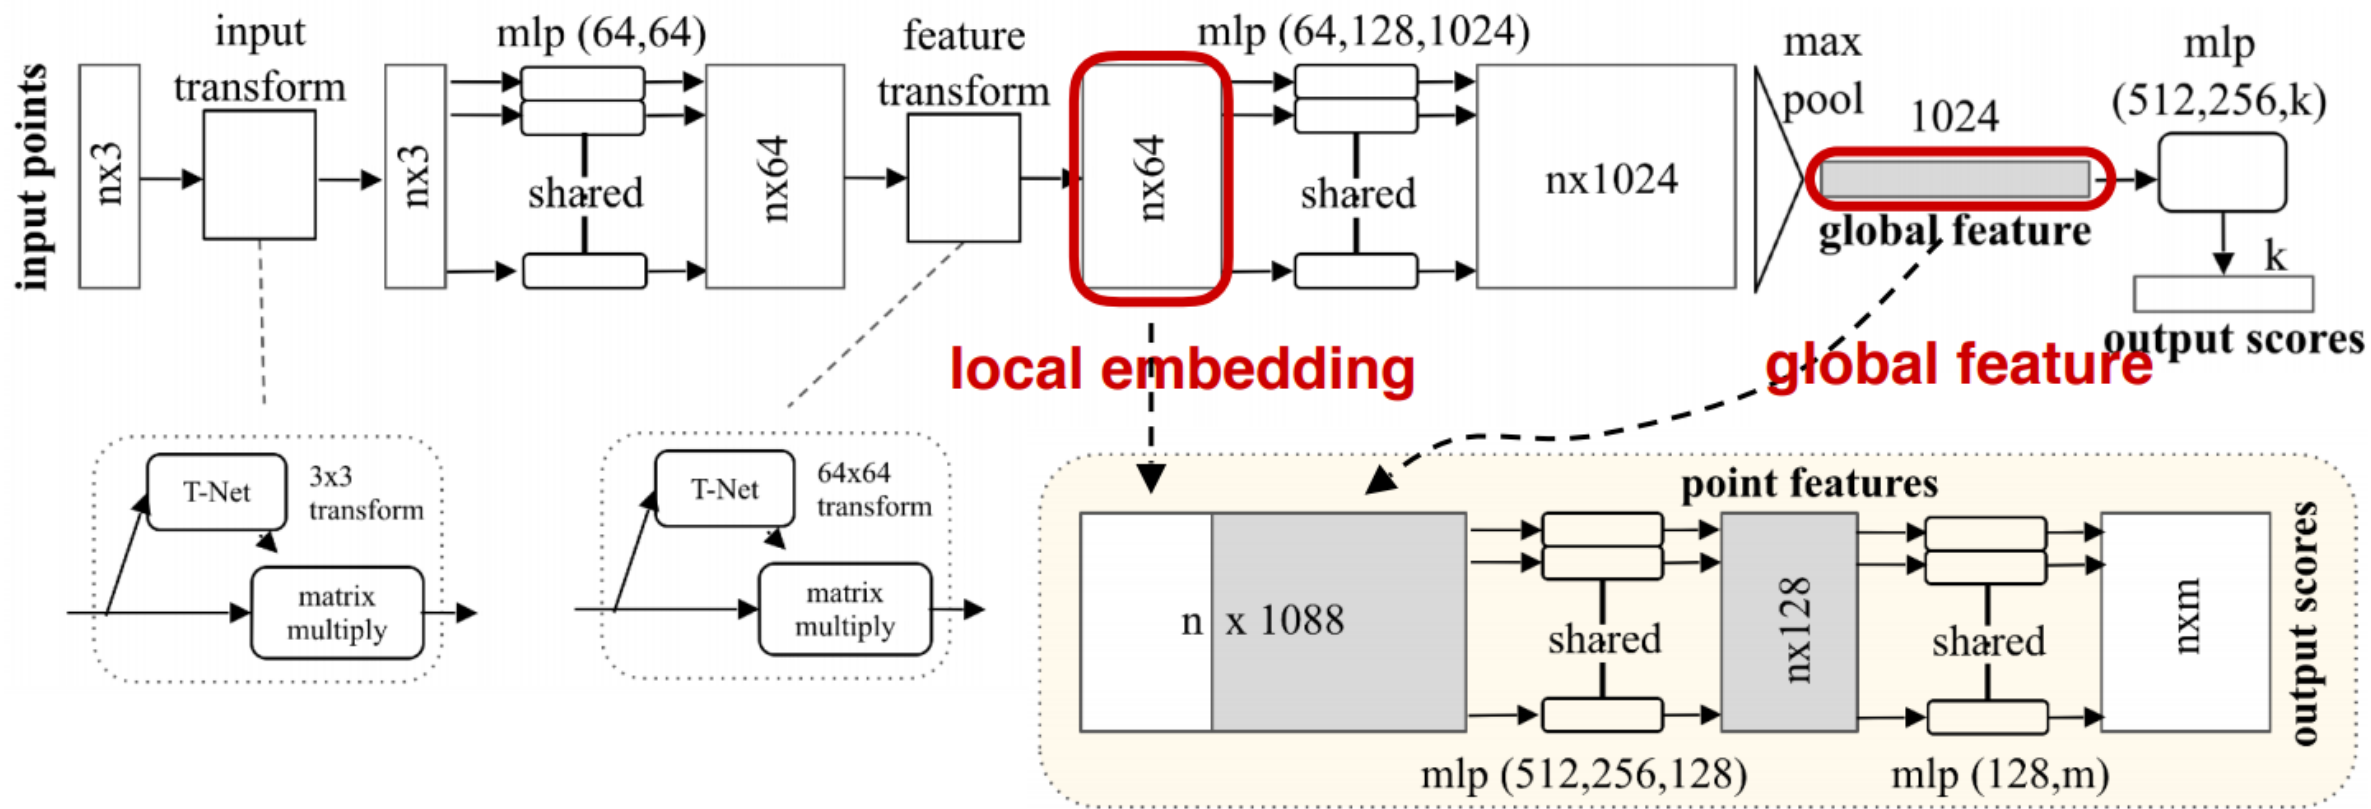 input points
nx3
input
transform
nx3
mlp (64,64)
shared
nx64
feature
transform
nx64
mlp (64,128,1024)
shared
nx1024
max
pool
1024
global feature
mlp
(512,256,k)
k
output scores
local embedding
global feature
T-Net
3x3
transform
matrix
multiply
T-Net
64x64
transform
matrix
multiply
point features
n x 1088
shared
mlp (512,256,128)
nx128
shared
mlp (128,m)
nxm
output scores